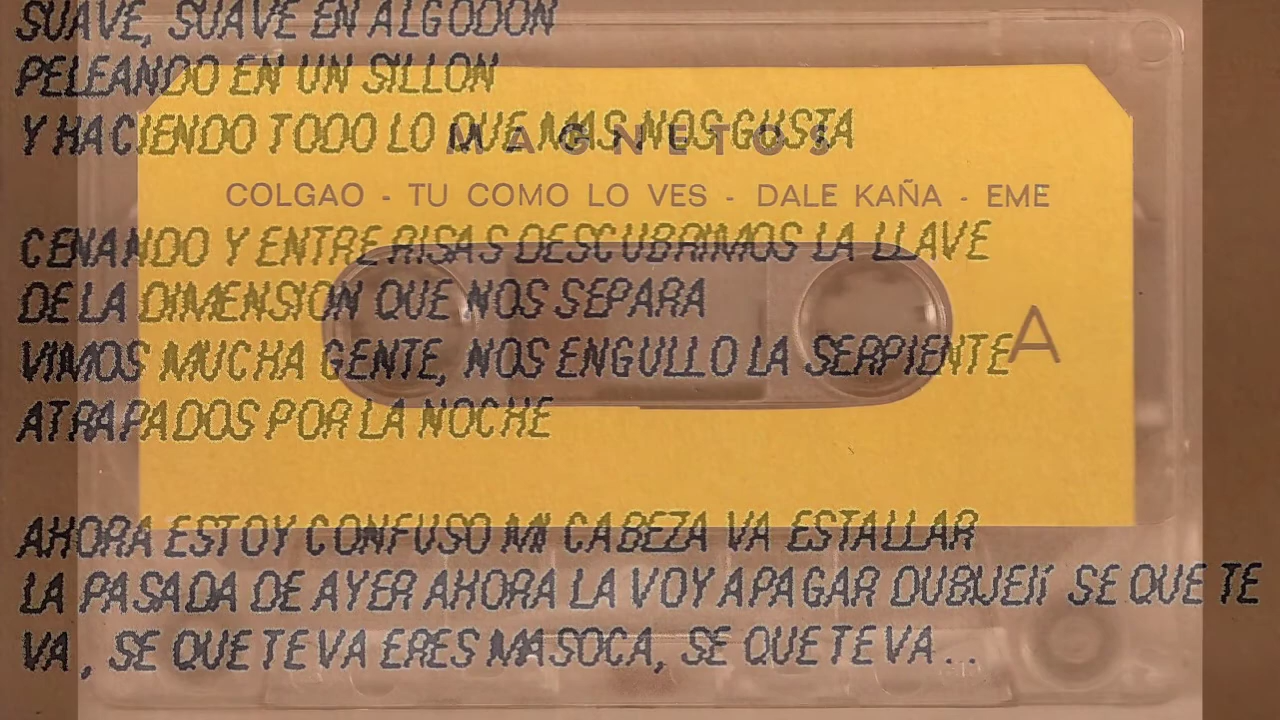 SUAVE, SUAVE EN ALGODON
PELEANDO EN UN SILLON
Y HACIENDO TODO LO QUE MAS NOS GUSTA
MAGNETOS
COLGAO - TU COMO LO VES - DALE KAÑA - EME
CENANDO Y ENTRE RISAS DESCUBRIMOS LA LLAVE
DE LA DIMENSION QUE NOS SEPARA
VIMOS MUCHA GENTE, NOS ENGULLO LA SERPIENTE
A
ATRAPADOS POR LA NOCHE
AHORA ESTOY CONFUSO MI CABEZA VA ESTALLAR
LA PASADA DE AYER AHORA LA VOY A PAGAR SE QUE TE
VA, SE QUE TE VA ERES MASOCA, SE QUE TE VA...